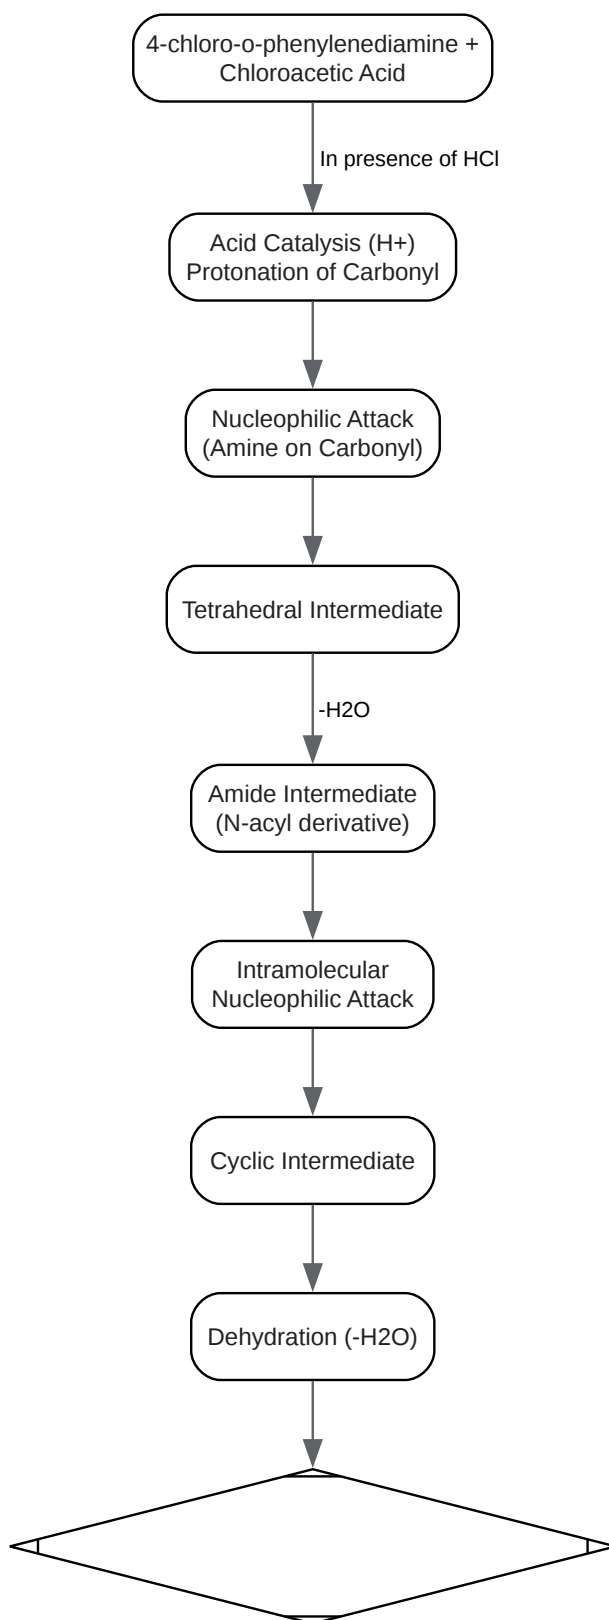 4-chloro-o-phenylenediamine +
Chloroacetic Acid
In presence of HCl
Acid Catalysis (H+)
Protonation of Carbonyl
Nucleophilic Attack
(Amine on Carbonyl)
Tetrahedral Intermediate
-H2O
Amide Intermediate
(N-acyl derivative)
Intramolecular
Nucleophilic Attack
Cyclic Intermediate
Dehydration (-H2O)